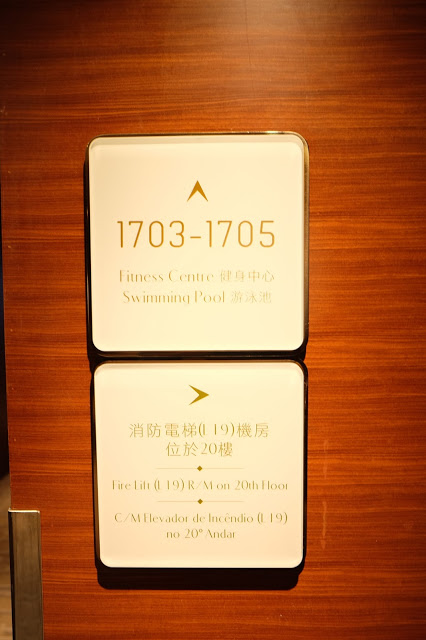 1703-1705
Fitness Centre 健身中心
Swimming Pool 游泳池
消防電梯(L19)機房
位於20樓
Fire Lift (L19) R/M on 20th Floor
C/M Elevador de Incêndio (L19)
no 20º Andar